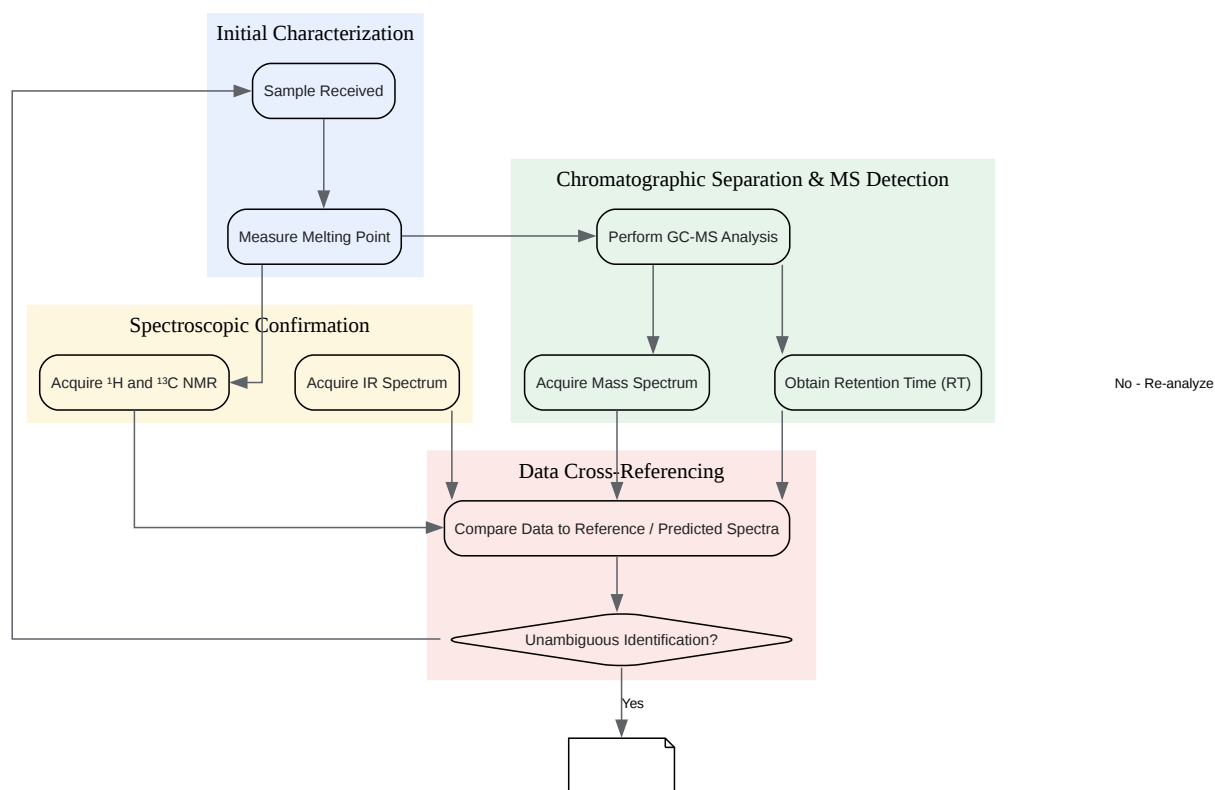 Initial Characterization
Sample Received
Measure Melting Point
Chromatographic Separation & MS Detection
Perform GC-MS Analysis
Spectroscopic Confirmation
Acquire ¹H and ¹³C NMR
Acquire IR Spectrum
Acquire Mass Spectrum
Obtain Retention Time (RT)
No - Re-analyze
Data Cross-Referencing
Compare Data to Reference / Predicted Spectra
Unambiguous Identification?
Yes